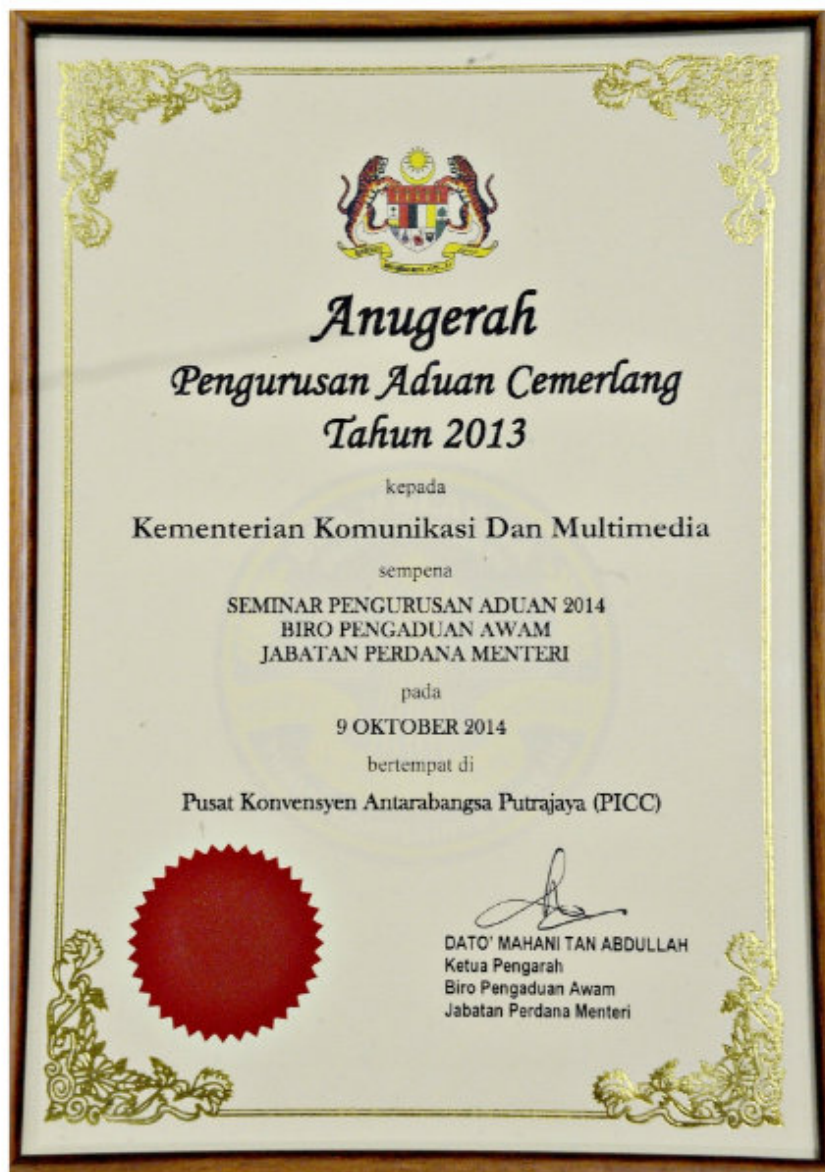 Anugerah
Pengurusan Aduan Cemerlang
Tahun 2013
kepada
Kementerian Komunikasi Dan Multimedia
sempena
SEMINAR PENGURUSAN ADUAN 2014
BIRO PENGADUAN AWAM
JABATAN PERDANA MENTERI
pada
9 OKTOBER 2014
bertempat di
Pusat Konvensyen Antarabangsa Putrajaya (PICC)
DATO' MAHANI TAN ABDULLAH
Ketua Pengarah
Biro Pengaduan Awam
Jabatan Perdana Menteri